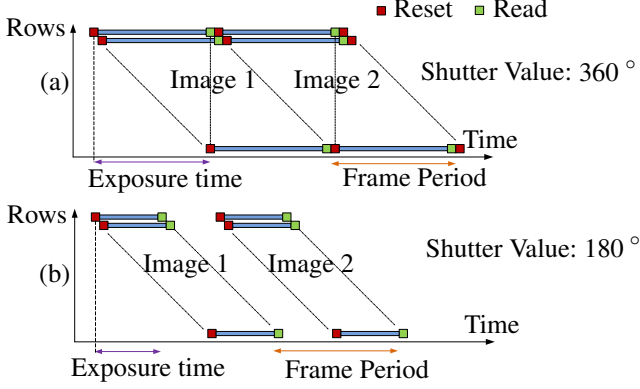 Reset Read
Rows
(a)
Image 1 Image 2
Shutter Value: 360 °
Time
Exposure time
Frame Period
Rows
(b)
Image 1 Image 2
Shutter Value: 180 °
Time
Exposure time
Frame Period